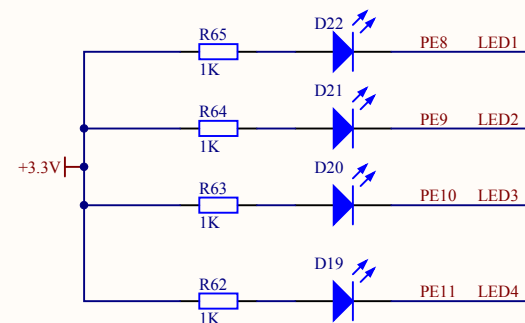 D22
R65
PE8 LED1
1K
D21
R64
PE9 LED2
1K
+3.3V
D20
R63
PE10 LED3
1K
D19
R62
PE11 LED4
1K